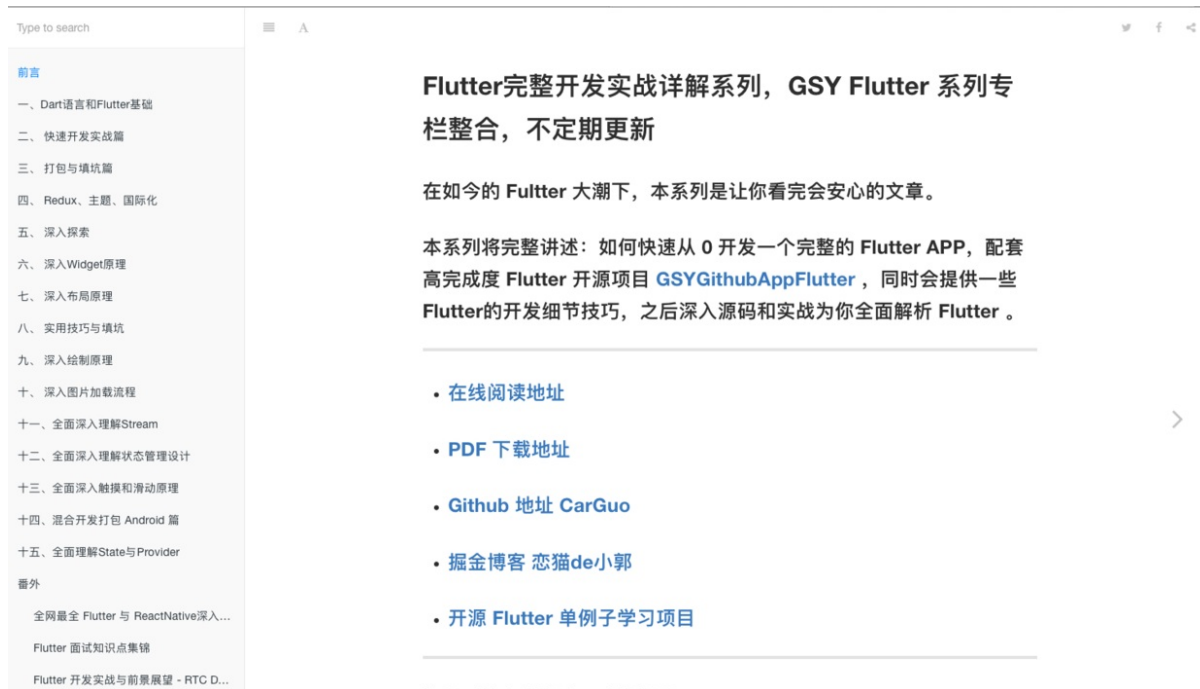 Type to search
前言
一、Dart语言和Flutter基础
二、 快速开发实战篇
三、 打包与填坑篇
四、 Redux、主题、国际化
五、 深入探索
六、 深入Widget原理
七、 深入布局原理
八、 实用技巧与填坑
九、 深入绘制原理
十、 深入图片加载流程
十一、全面深入理解Stream
十二、全面深入理解状态管理设计
十三、全面深入触摸和滑动原理
十四、混合开发打包 Android 篇
十五、全面理解State与Provider
番外
全网最全 Flutter 与 ReactNative深入...
Flutter 面试知识点集锦
Flutter 开发实战与前景展望 - RTC D...
A
Flutter完整开发实战详解系列，GSY Flutter 系列专
栏整合，不定期更新
在如今的 Fultter 大潮下，本系列是让你看完会安心的文章。
本系列将完整讲述：如何快速从 0 开发一个完整的 Flutter APP，配套
高完成度 Flutter 开源项目 GSYGithubAppFlutter ，同时会提供一些
Flutter的开发细节技巧，之后深入源码和实战为你全面解析 Flutter 。
• 在线阅读地址
• PDF 下载地址
• Github 地址 CarGuo
• 掘金博客 恋猫de小郭
• 开源 Flutter 单例子学习项目